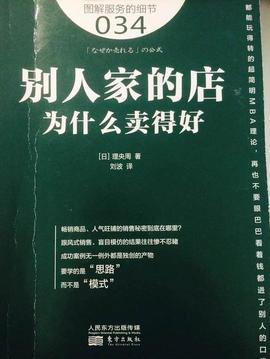 图解服务的细节
034
「なぜか売れる」の公式
别人家的店
为什么卖得好
[日] 理央周 著
刘波 译
畅销商品、人气旺铺的销售秘密到底在哪里?
跟风式销售、盲目模仿的结果往往惨不忍睹
成功案例无一例外都是独创的产物
要学的是“思路”
而不是“模式”
人民东方出版传媒
东方出版社
都能玩得转的超简明MBA理论,再也不要眼巴巴看着钱都进了别人的口